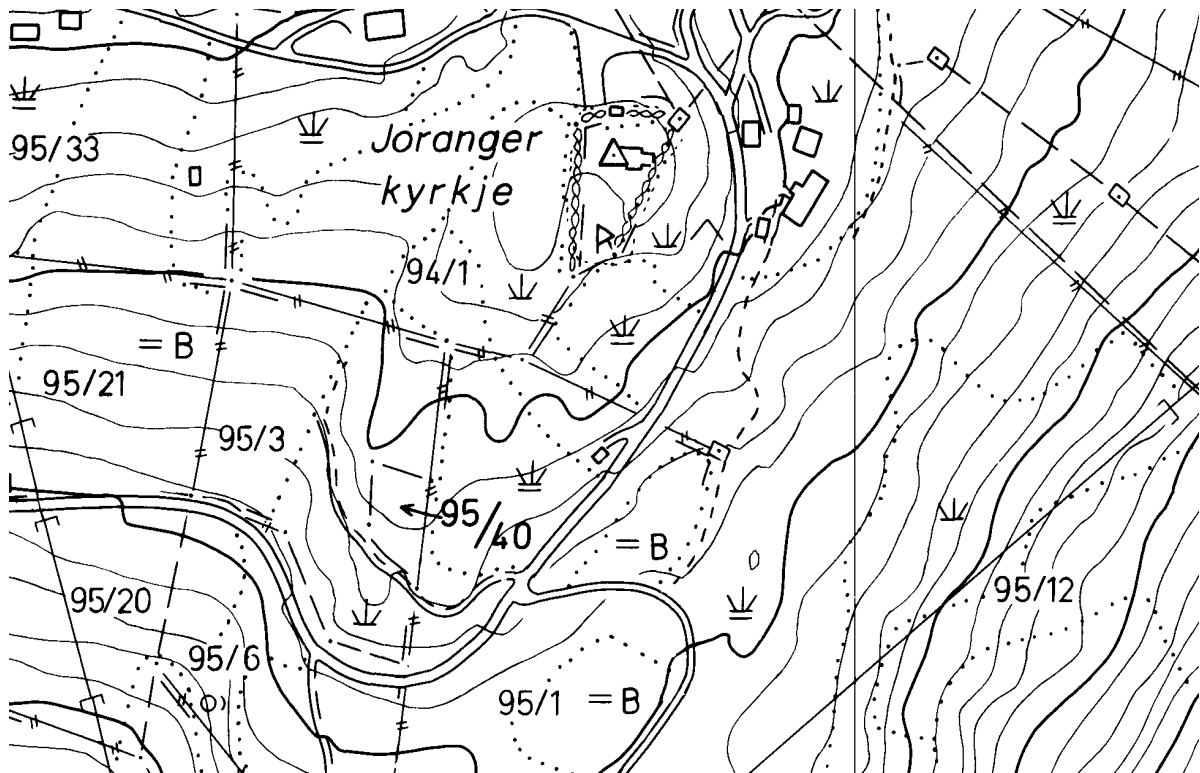 Joranger
kyrkje
95/33
94/1
= B
95/21
95/3
95/40
= B
95/20
95/12
95/6
95/1 = B